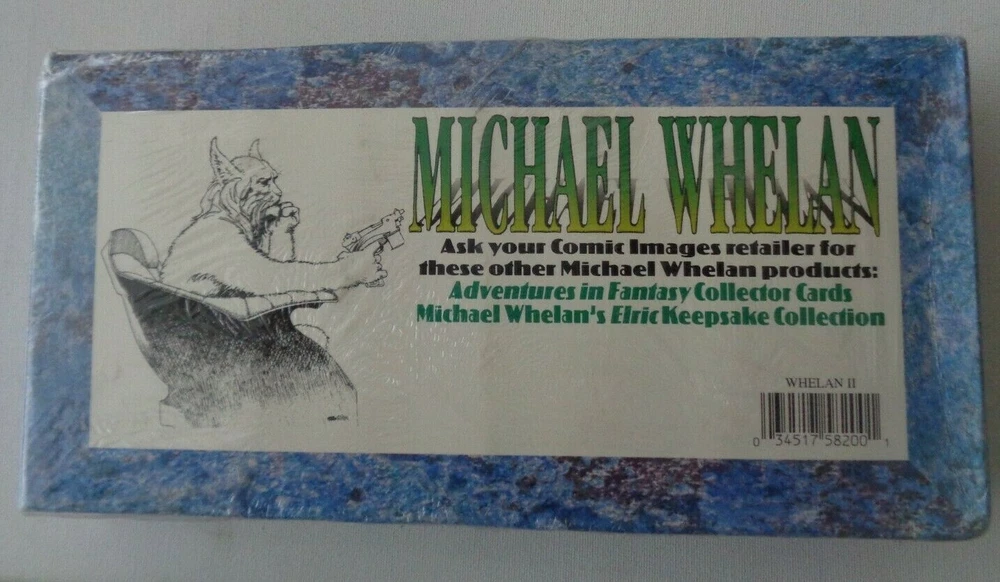 MICHAEL WHELAN
Ask your Comic Images retailer for
these other Michael Whelan products:
Adventures in Fantasy Collector Cards
Michael Whelan's Elric Keepsake Collection
WHELAN II
0 34517 58200 1